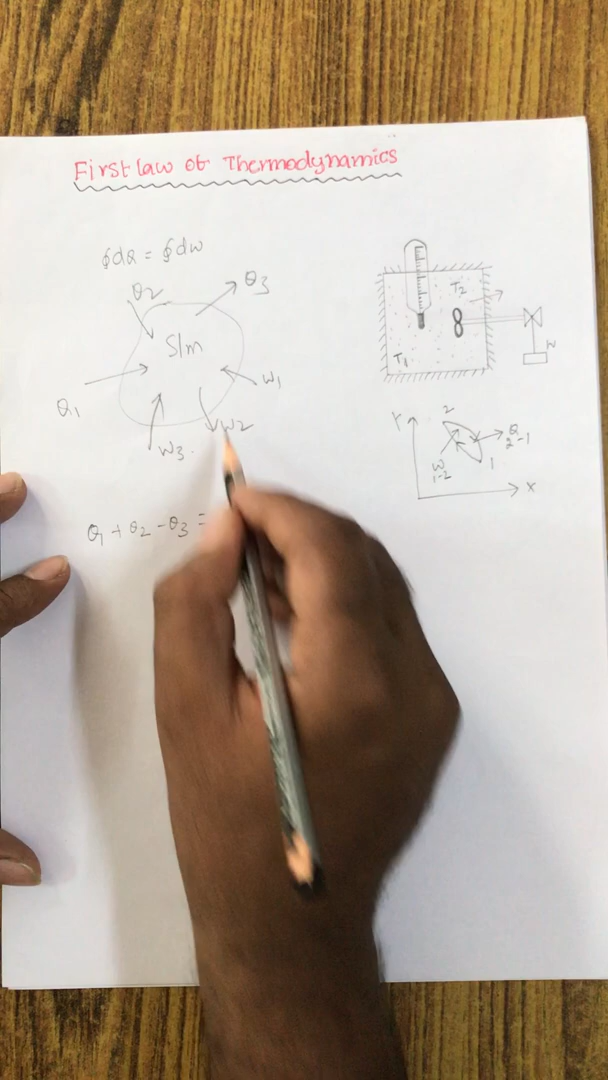 First law of Thermodynamics
∮dQ = ∮dw
Q2
Q3
S/m
Q1
W1
W2
W3.
Q1 + Q2 - Q3 =
T2
T1
W
Y
2
Q
2-1
W
1-2
1
X